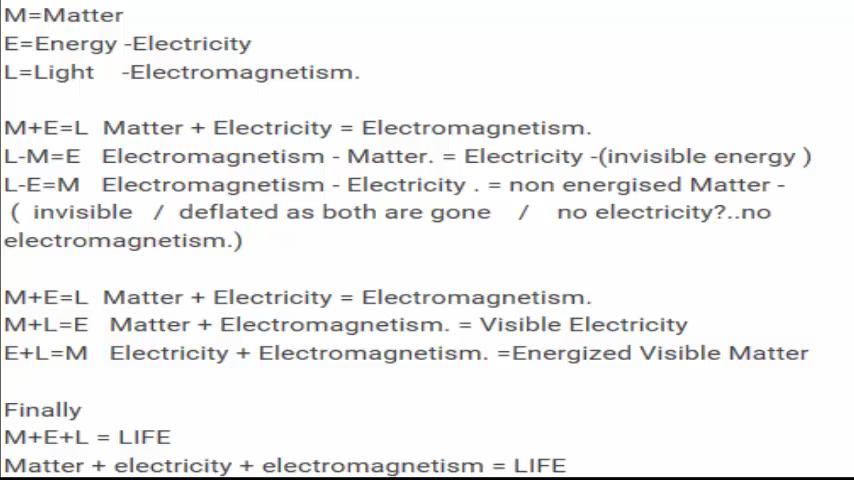 M=Matter
E=Energy -Electricity
L=Light -Electromagnetism.
M+E=L Matter + Electricity = Electromagnetism.
L-M=E Electromagnetism - Matter. = Electricity -(invisible energy )
L-E=M Electromagnetism - Electricity . = non energised Matter -
( invisible / deflated as both are gone / no electricity?..no
electromagnetism.)
M+E=L Matter + Electricity = Electromagnetism.
M+L=E Matter + Electromagnetism. = Visible Electricity
E+L=M Electricity + Electromagnetism. =Energized Visible Matter
Finally
M+E+L = LIFE
Matter + electricity + electromagnetism = LIFE